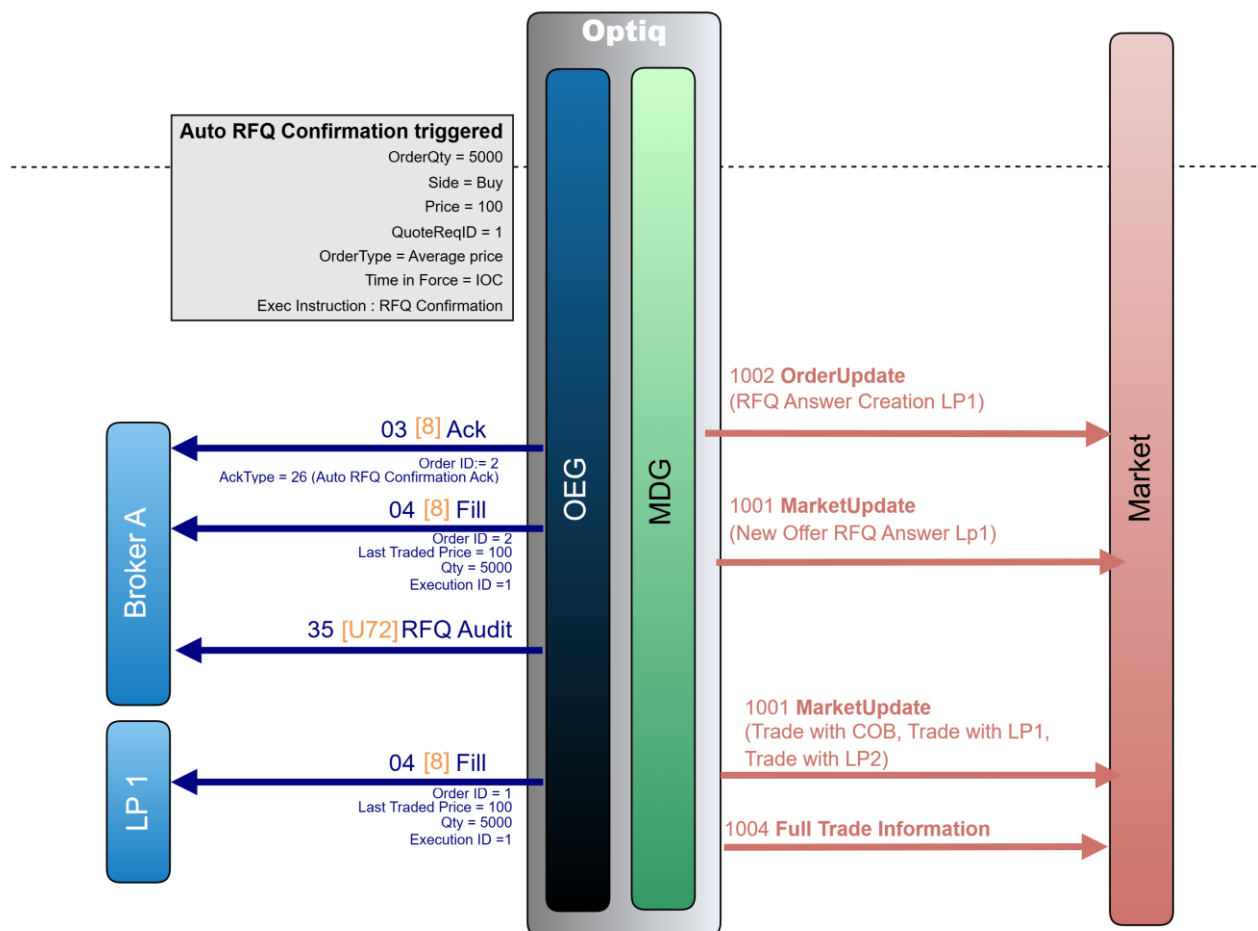 Optiq
Auto RFQ Confirmation triggered
OrderQty = 5000
Side = Buy
Price = 100
QuoteReqID = 1
OrderType = Average price
Time in Force = IOC
Exec Instruction : RFQ Confirmation
OEG
MDG
Market
Broker A
LP 1
03 [8] Ack
Order ID:= 2
AckType = 26 (Auto RFQ Confirmation Ack)
04 [8] Fill
Order ID = 2
Last Traded Price = 100
Qty = 5000
Execution ID =1
35 [U72] RFQ Audit
04 [8] Fill
Order ID = 1
Last Traded Price = 100
Qty = 5000
Execution ID =1
1002 OrderUpdate
(RFQ Answer Creation LP1)
1001 MarketUpdate
(New Offer RFQ Answer Lp1)
1001 MarketUpdate
(Trade with COB, Trade with LP1,
Trade with LP2)
1004 Full Trade Information